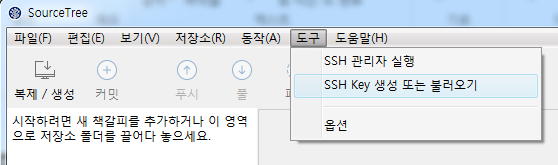 SourceTree
파일(F) 편집(E) 보기(V) 저장소(R) 동작(A) 도구 도움말(H)
SSH 관리자 실행
SSH Key 생성 또는 불러오기
옵션
복제 / 생성 커밋 푸시 풀
시작하려면 새 책갈피를 추가하거나 이 영역
으로 저장소 폴더를 끌어다 놓으세요.